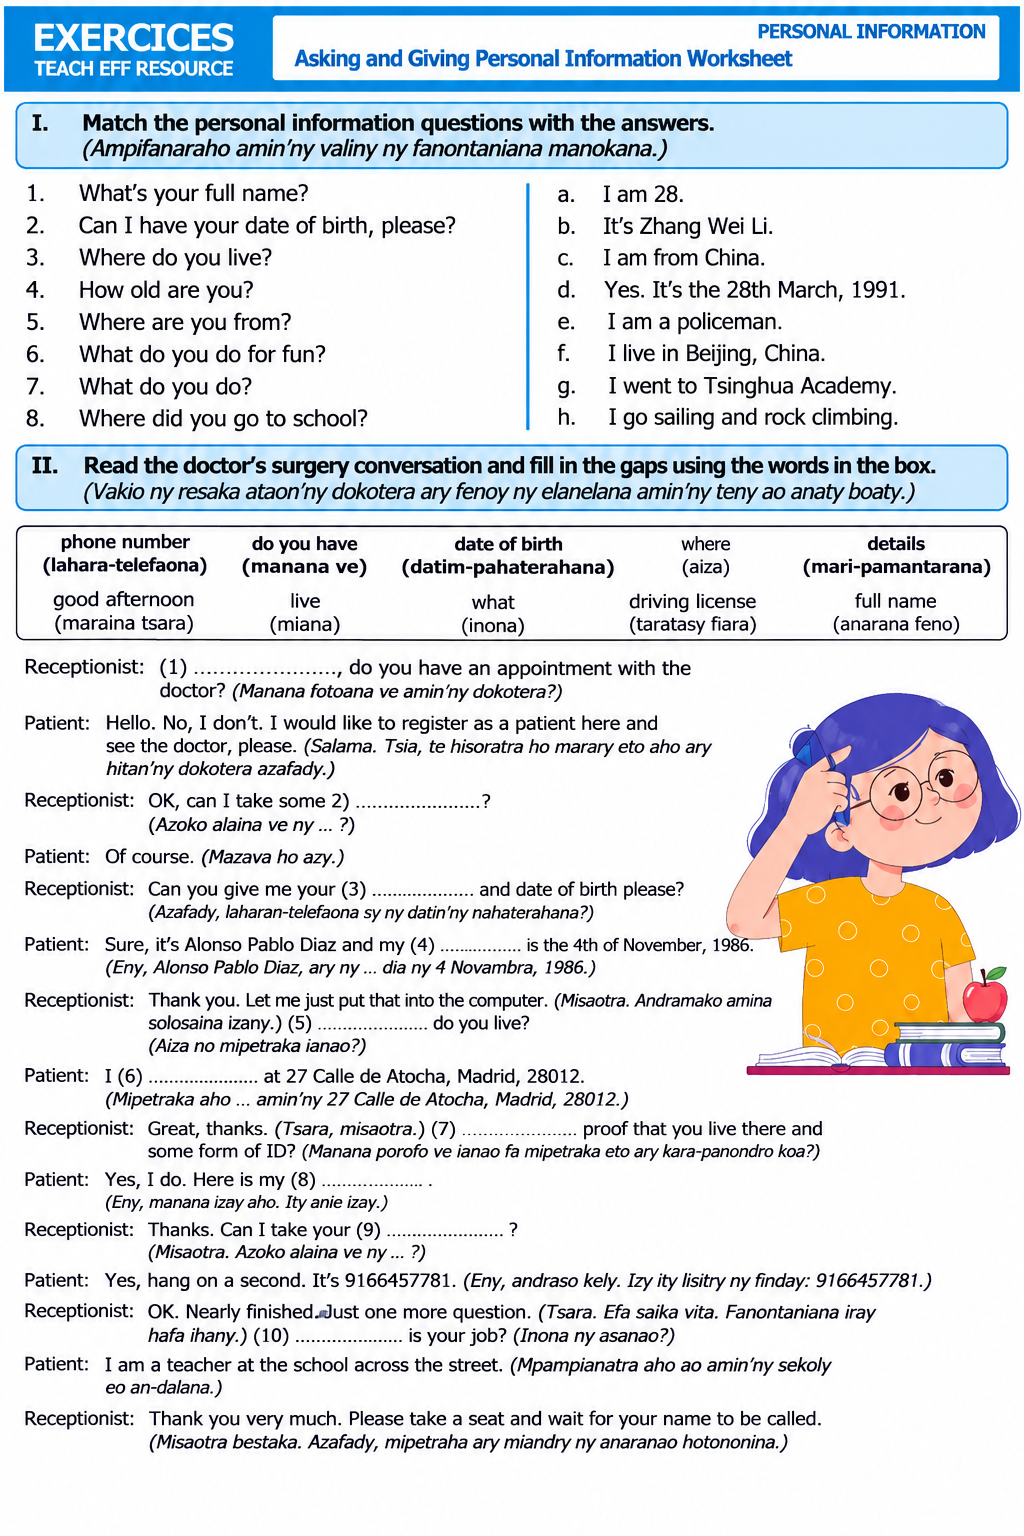 EXERCICES
TEACH EFF RESOURCE
PERSONAL INFORMATION
Asking and Giving Personal Information Worksheet
I. Match the personal information questions with the answers.
(Ampifanaraho amin'ny valiny ny fanontaniana manokana.)
1. What's your full name?
2. Can I have your date of birth, please?
3. Where do you live?
4. How old are you?
5. Where are you from?
6. What do you do for fun?
7. What do you do?
8. Where did you go to school?
a. I am 28.
b. It's Zhang Wei Li.
c. I am from China.
d. Yes. It's the 28th March, 1991.
e. I am a policeman.
f. I live in Beijing, China.
g. I went to Tsinghua Academy.
h. I go sailing and rock climbing.
II. Read the doctor's surgery conversation and fill in the gaps using the words in the box.
(Vakio ny resaka ataon'ny dokotera ary fenoy ny elanelana amin'ny teny ao anaty boaty.)
phone number do you have date of birth where details
(lahara-telefaona) (manana ve) (datim-pahaterahana) (aiza) (mari-pamantarana)
good afternoon live what driving license full name
(maraina tsara) (miana) (inona) (taratasy fiara) (anarana feno)
Receptionist: (1) ......................, do you have an appointment with the
doctor? (Manana fotoana ve amin'ny dokotera?)
Patient: Hello. No, I don't. I would like to register as a patient here and
see the doctor, please. (Salama. Tsia, te hisoratra ho marary eto aho ary
hitan'ny dokotera azafady.)
Receptionist: OK, can I take some 2) ........................?
(Azoko alaina ve ny ... ?)
Patient: Of course. (Mazava ho azy.)
Receptionist: Can you give me your (3) .................... and date of birth please?
(Azafady, laharan-telefaona sy ny datin'ny nahaterahana?)
Patient: Sure, it's Alonso Pablo Diaz and my (4) ................ is the 4th of November, 1986.
(Eny, Alonso Pablo Diaz, ary ny ... dia ny 4 Novambra, 1986.)
Receptionist: Thank you. Let me just put that into the computer. (Misaotra. Andramako amina
solosaina izany.) (5) ...................... do you live?
(Aiza no mipetraka ianao?)
Patient: I (6) ...................... at 27 Calle de Atocha, Madrid, 28012.
(Mipetraka aho ... amin'ny 27 Calle de Atocha, Madrid, 28012.)
Receptionist: Great, thanks. (Tsara, misaotra.) (7) ....................... proof that you live there and
some form of ID? (Manana porofo ve ianao fa mipetraka eto ary kara-panondro koa?)
Patient: Yes, I do. Here is my (8) .................... .
(Eny, manana izay aho. Ity anie izay.)
Receptionist: Thanks. Can I take your (9) ....................... ?
(Misaotra. Azoko alaina ve ny ... ?)
Patient: Yes, hang on a second. It's 9166457781. (Eny, andraso kely. Izy ity lisitry ny finday: 9166457781.)
Receptionist: OK. Nearly finished. Just one more question. (Tsara. Efa saika vita. Fanontaniana iray
hafa ihany.) (10) ..................... is your job? (Inona ny asanao?)
Patient: I am a teacher at the school across the street. (Mpampianatra aho ao amin'ny sekoly
eo an-dalana.)
Receptionist: Thank you very much. Please take a seat and wait for your name to be called.
(Misaotra bestaka. Azafady, mipetraha ary miandry ny anaranao hotononina.)